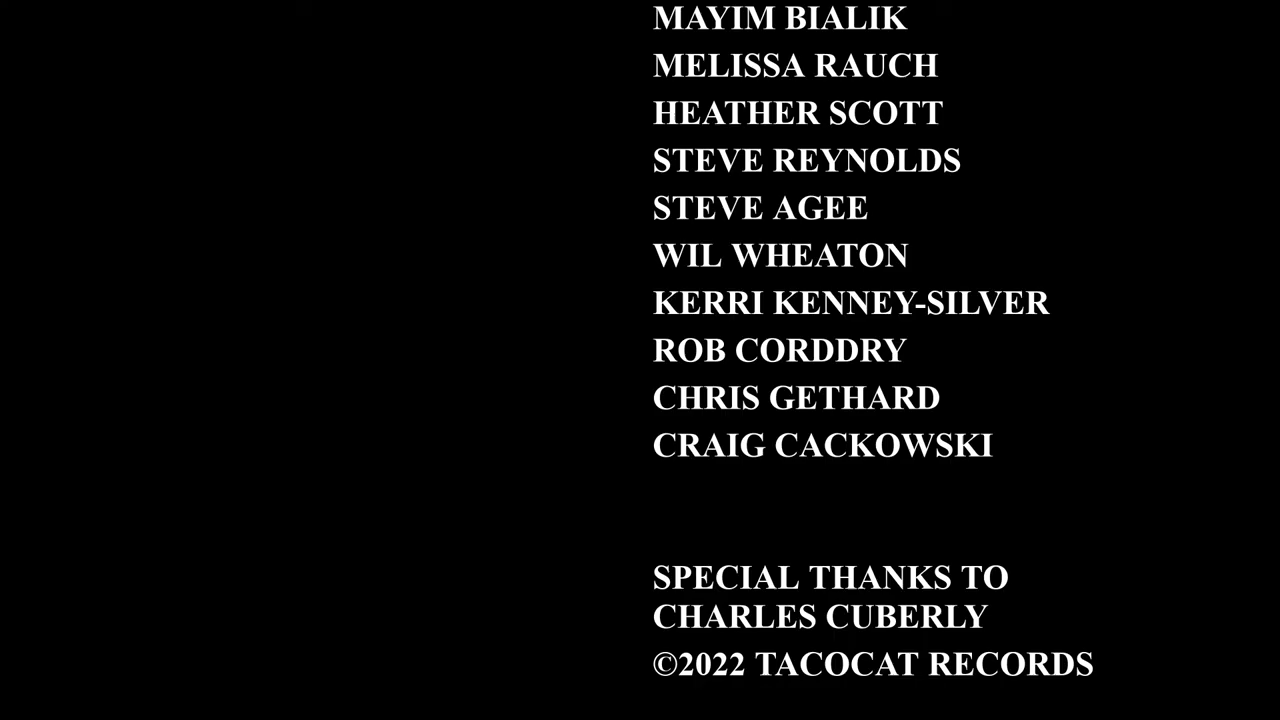 MAYIM BIALIK
MELISSA RAUCH
HEATHER SCOTT
STEVE REYNOLDS
STEVE AGEE
WIL WHEATON
KERRI KENNEY-SILVER
ROB CORDDRY
CHRIS GETHARD
CRAIG CACKOWSKI
SPECIAL THANKS TO
CHARLES CUBERLY
©2022 TACOCAT RECORDS